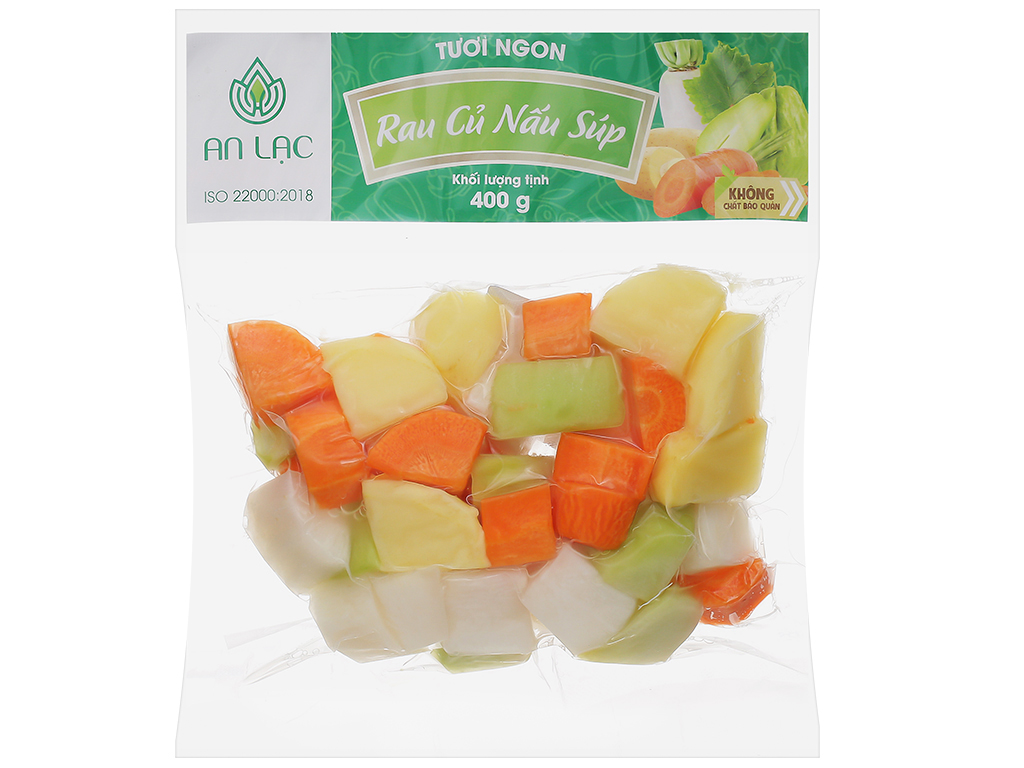 AN LẠC
ISO 22000:2018
TƯƠI NGON
Rau Củ Nấu Súp
Khối lượng tịnh
400 g
KHÔNG
CHẤT BẢO QUẢN